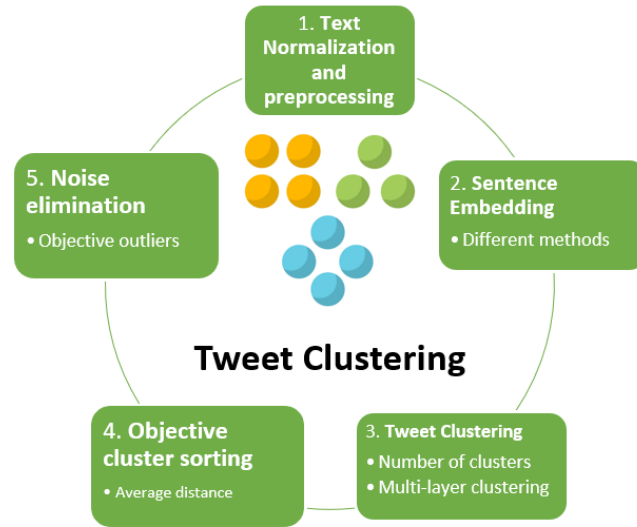 1. Text
Normalization
and
preprocessing
2. Sentence
Embedding
• Different methods
3. Tweet Clustering
• Number of clusters
• Multi-layer clustering
4. Objective
cluster sorting
• Average distance
5. Noise
elimination
• Objective outliers
Tweet Clustering